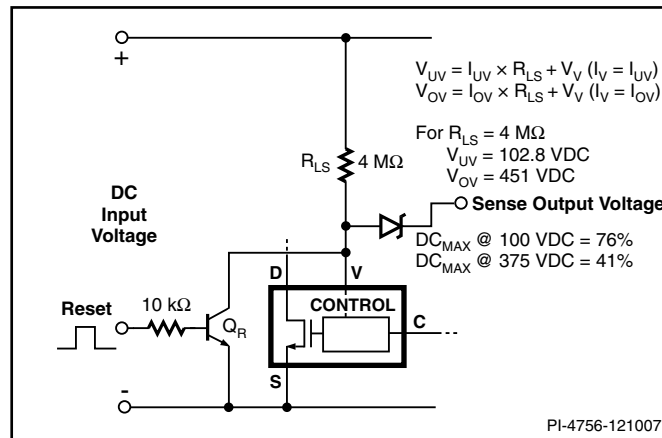 +
V_UV = I_UV × R_LS + V_V (I_V = I_UV)
V_OV = I_OV × R_LS + V_V (I_V = I_OV)
For R_LS = 4 MΩ
V_UV = 102.8 VDC
V_OV = 451 VDC
R_LS 4 MΩ
DC
Input
Voltage
Sense Output Voltage
DC_MAX @ 100 VDC = 76%
DC_MAX @ 375 VDC = 41%
D V
CONTROL
C
Reset
10 kΩ
Q_R
S
-
PI-4756-121007